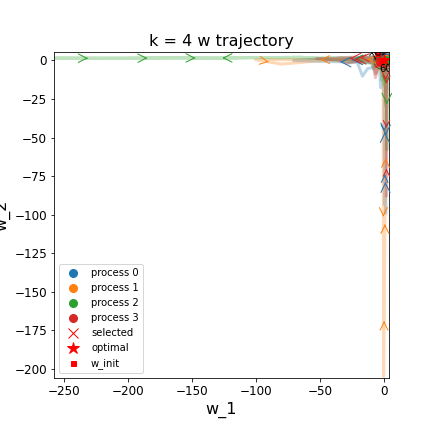 k = 4 w trajectory
w_2
0
−25
−50
−75
−100
−125
−150
−175
−200
process 0
process 1
process 2
process 3
selected
optimal
w_init
−250
−200
−150
−100
−50
0
w_1